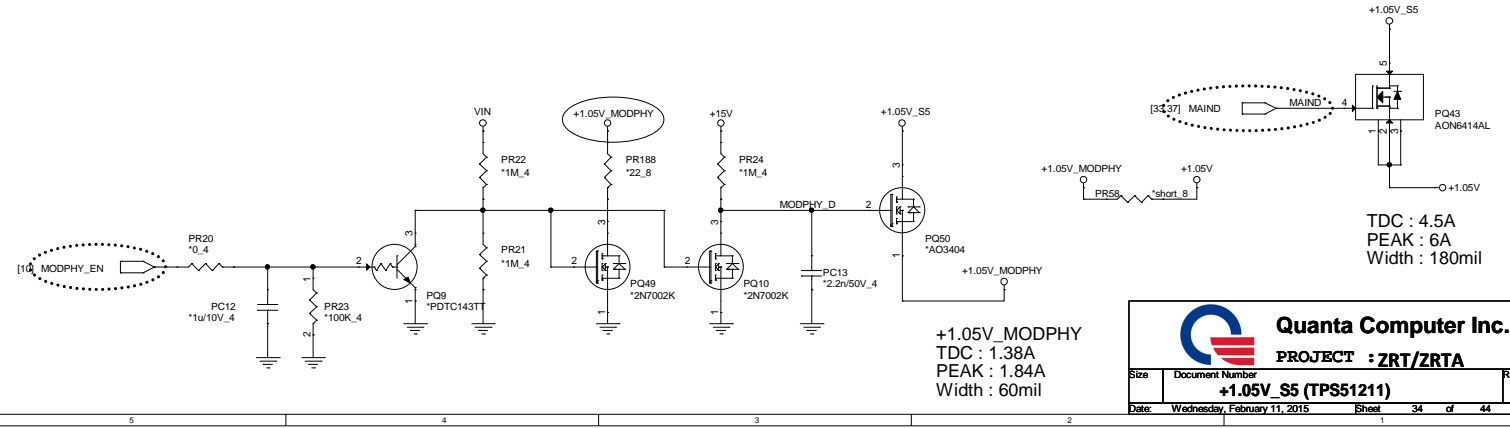 +1.05V_S5
5
[33,37] MAIND
MAIND
4
PQ43
AON6414AL
1
2
3
+1.05V
TDC : 4.5A
PEAK : 6A
Width : 180mil
+1.05V_MODPHY
+1.05V
PR58
*short_8
VIN
PR22
*1M_4
+1.05V_MODPHY
PR188
*22_8
+15V
PR24
*1M_4
+1.05V_S5
3
MODPHY_D
2
PQ50
*AO3404
1
+1.05V_MODPHY
PR20
*0_4
[10] MODPHY_EN
PC12
*1u/10V_4
1
PR23
*100K_4
2
2
3
PQ9
*PDTC143TT
1
PR21
*1M_4
3
2
PQ49
*2N7002K
1
3
2
PQ10
*2N7002K
1
PC13
*2.2n/50V_4
+1.05V_MODPHY
TDC : 1.38A
PEAK : 1.84A
Width : 60mil
Quanta Computer Inc.
PROJECT : ZRT/ZRTA
Size Document Number
+1.05V_S5 (TPS51211)
Date: Wednesday, February 11, 2015 Sheet 34 of 44
5 4 3 2 1